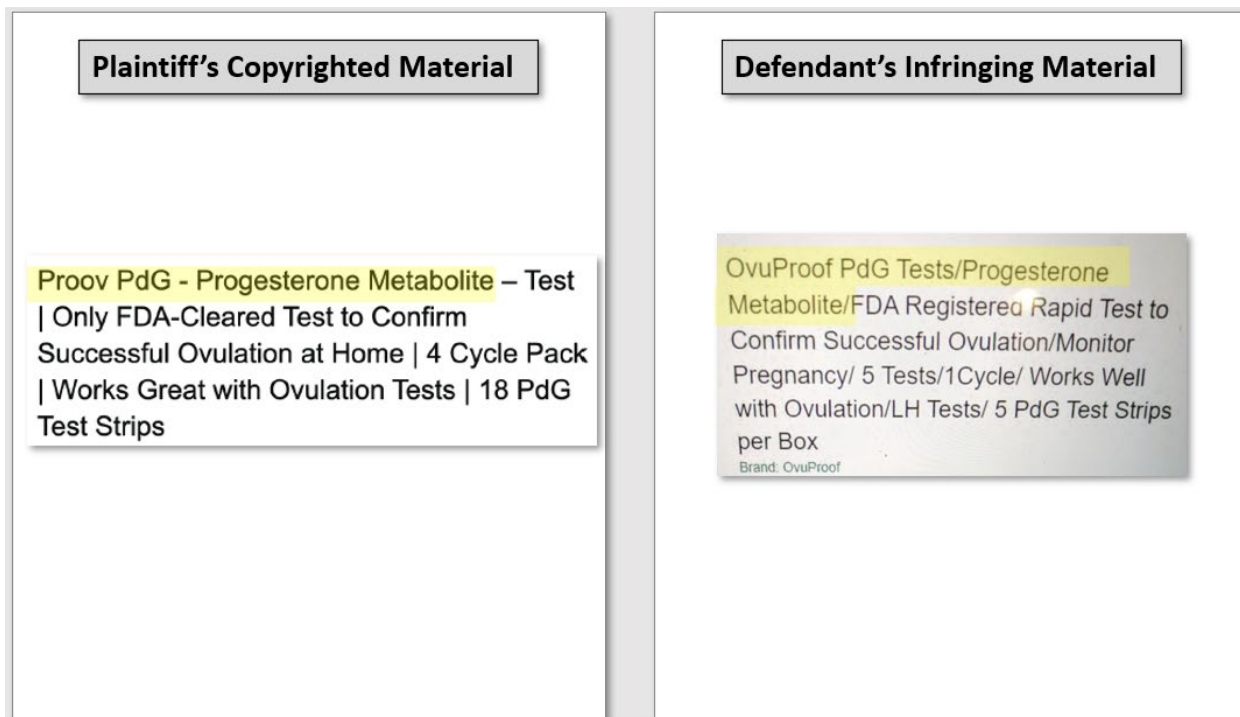 Plaintiff’s Copyrighted Material
Proov PdG - Progesterone Metabolite – Test
| Only FDA-Cleared Test to Confirm
Successful Ovulation at Home | 4 Cycle Pack
| Works Great with Ovulation Tests | 18 PdG
Test Strips
Defendant’s Infringing Material
OvuProof PdG Tests/Progesterone
Metabolite/FDA Registered Rapid Test to
Confirm Successful Ovulation/Monitor
Pregnancy/ 5 Tests/1Cycle/ Works Well
with Ovulation/LH Tests/ 5 PdG Test Strips
per Box
Brand: OvuProof